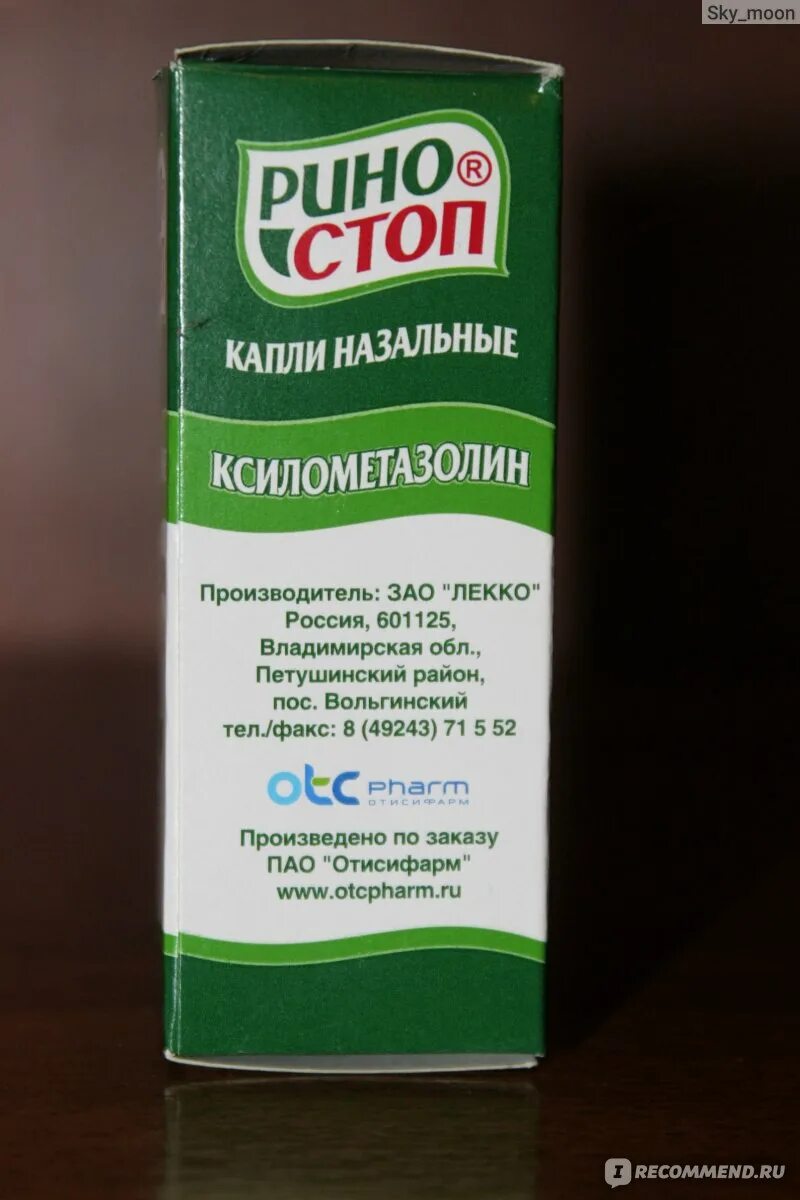 Sky_moon
РИНО®
СТОП
КАПЛИ НАЗАЛЬНЫЕ
КСИЛОМЕТАЗОЛИН
Производитель: ЗАО "ЛЕККО"
Россия, 601125,
Владимирская обл.,
Петушинский район,
пос. Вольгинский
тел./факс: 8 (49243) 71 5 52
otc pharm
ОТИСИФАРМ
Произведено по заказу
ПАО "Отисифарм"
www.otcpharm.ru
IRECOMMEND.RU